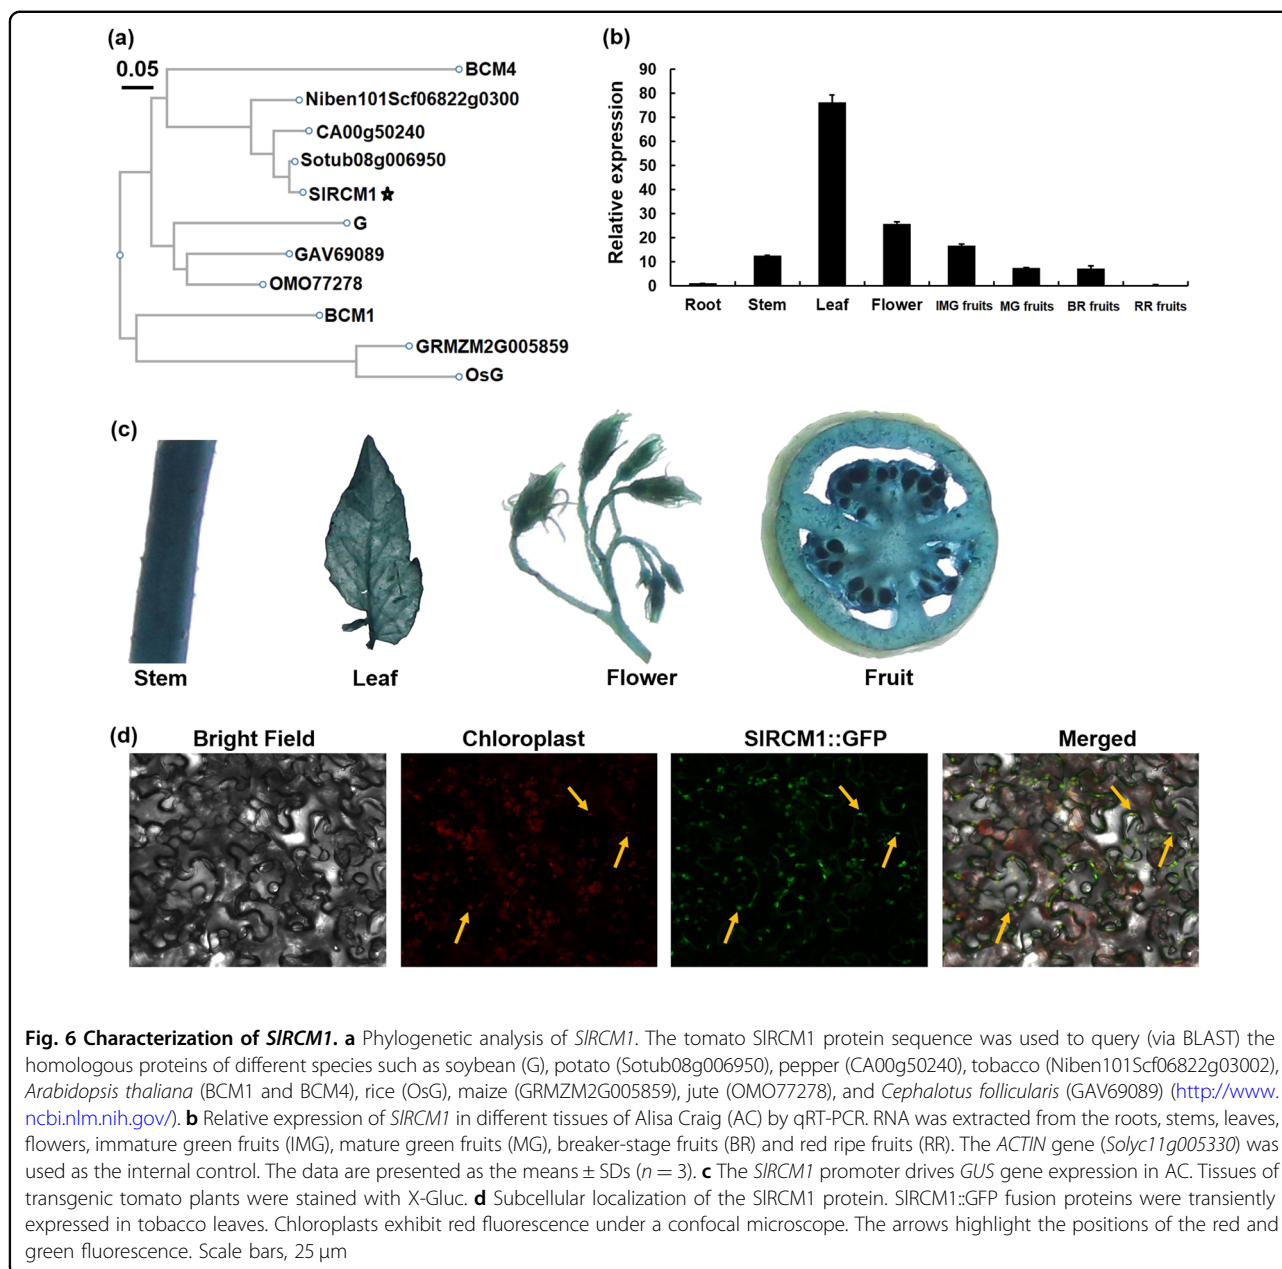 (a)
0.05
BCM4
Niben101Scf06822g0300
CA00g50240
Sotub08g006950
SlRCM1
G
GAV69089
OMO77278
BCM1
GRMZM2G005859
OsG
(b)
Relative expression
90
80
70
60
50
40
30
20
10
0
Root Stem Leaf Flower IMG fruits MG fruits BR fruits RR fruits
(c)
Stem Leaf Flower Fruit
(d)
Bright Field Chloroplast SlRCM1::GFP Merged
Fig. 6 Characterization of SlRCM1. a Phylogenetic analysis of SlRCM1. The tomato SlRCM1 protein sequence was used to query (via BLAST) the
homologous proteins of different species such as soybean (G), potato (Sotub08g006950), pepper (CA00g50240), tobacco (Niben101Scf06822g03002),
Arabidopsis thaliana (BCM1 and BCM4), rice (OsG), maize (GRMZM2G005859), jute (OMO77278), and Cephalotus follicularis (GAV69089) (http://www.
ncbi.nlm.nih.gov/). b Relative expression of SlRCM1 in different tissues of Alisa Craig (AC) by qRT-PCR. RNA was extracted from the roots, stems, leaves,
flowers, immature green fruits (IMG), mature green fruits (MG), breaker-stage fruits (BR) and red ripe fruits (RR). The ACTIN gene (Solyc11g005330) was
used as the internal control. The data are presented as the means ± SDs (n = 3). c The SlRCM1 promoter drives GUS gene expression in AC. Tissues of
transgenic tomato plants were stained with X-Gluc. d Subcellular localization of the SlRCM1 protein. SlRCM1::GFP fusion proteins were transiently
expressed in tobacco leaves. Chloroplasts exhibit red fluorescence under a confocal microscope. The arrows highlight the positions of the red and
green fluorescence. Scale bars, 25 μm